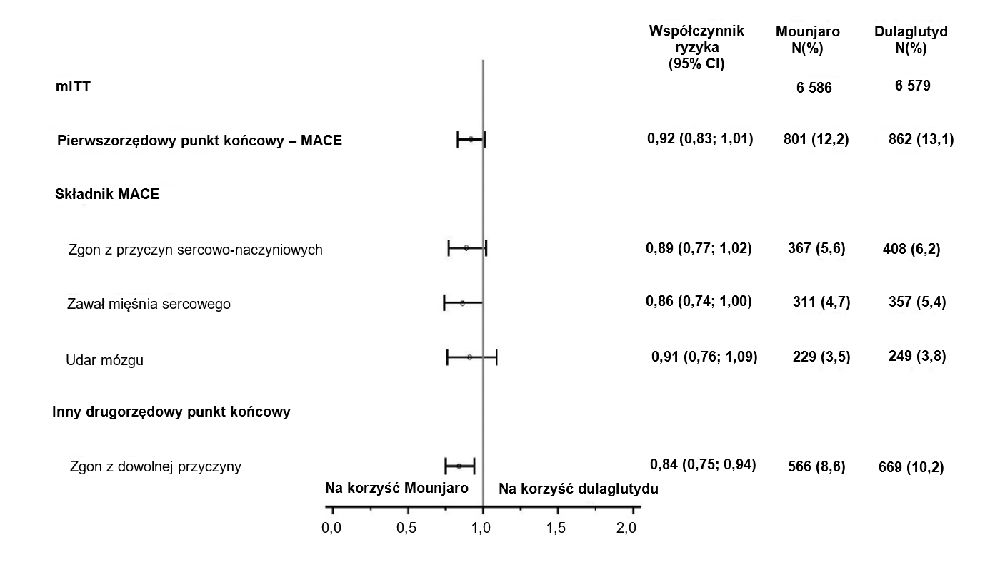 Współczynnik
ryzyka
(95% CI)
Mounjaro
N(%)
Dulaglutyd
N(%)
mITT 6 586 6 579
Pierwszorzędowy punkt końcowy – MACE 0,92 (0,83; 1,01) 801 (12,2) 862 (13,1)
Składnik MACE
Zgon z przyczyn sercowo-naczyniowych 0,89 (0,77; 1,02) 367 (5,6) 408 (6,2)
Zawał mięśnia sercowego 0,86 (0,74; 1,00) 311 (4,7) 357 (5,4)
Udar mózgu 0,91 (0,76; 1,09) 229 (3,5) 249 (3,8)
Inny drugorzędowy punkt końcowy
Zgon z dowolnej przyczyny 0,84 (0,75; 0,94) 566 (8,6) 669 (10,2)
Na korzyść Mounjaro Na korzyść dulaglutydu
0,0 0,5 1,0 1,5 2,0